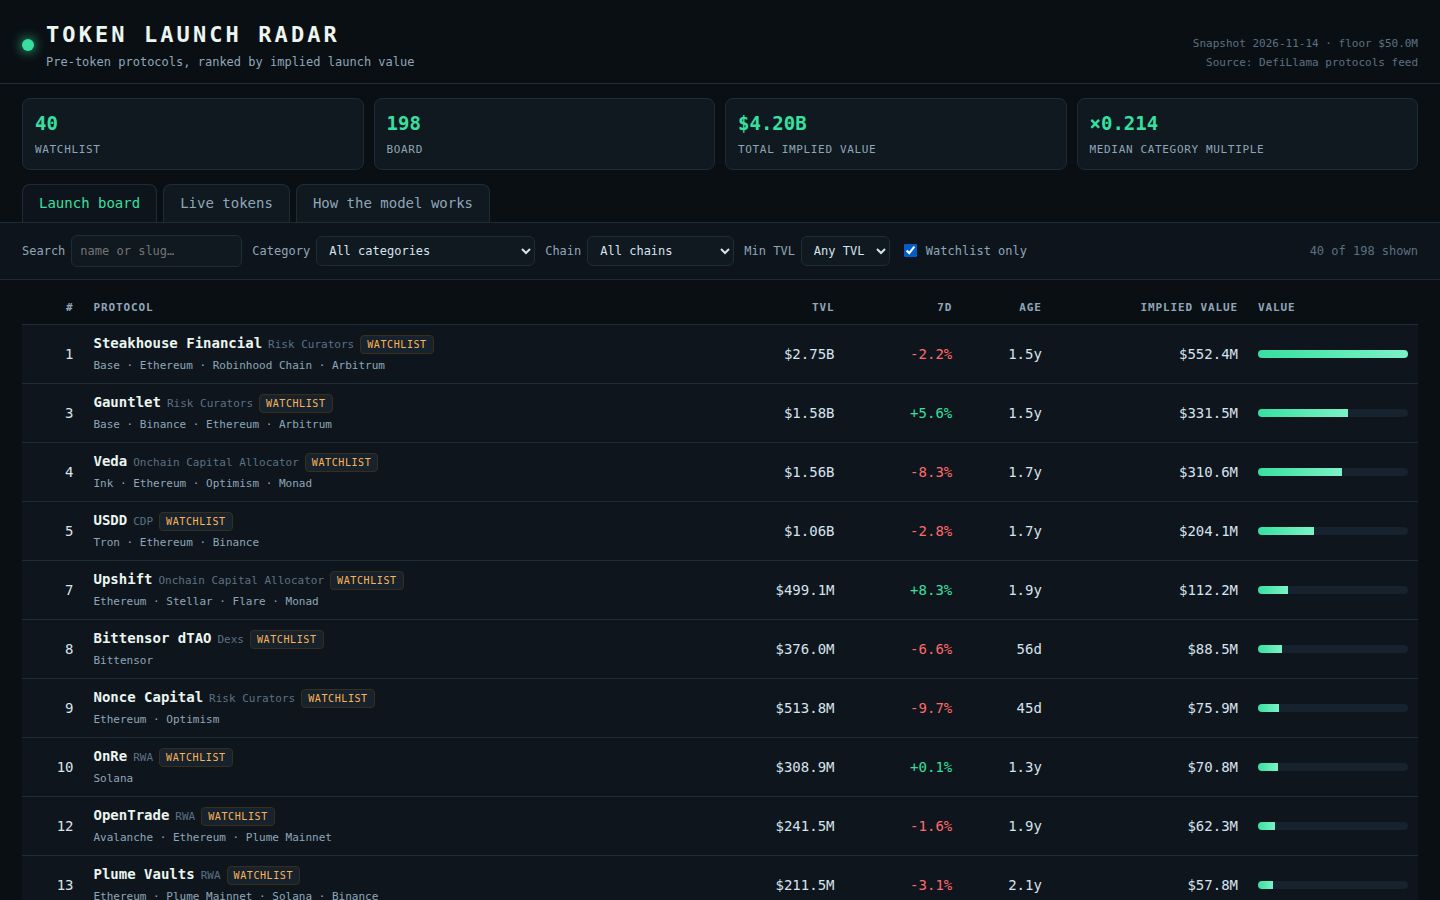 TOKEN LAUNCH RADAR
Pre-token protocols, ranked by implied launch value
Snapshot 2026-11-14 · floor $50.0M
Source: DefiLlama protocols feed
40
WATCHLIST
198
BOARD
$4.20B
TOTAL IMPLIED VALUE
×0.214
MEDIAN CATEGORY MULTIPLE
Launch board
Live tokens
How the model works
Search name or slug… Category All categories Chain All chains Min TVL Any TVL Watchlist only 40 of 198 shown
# PROTOCOL TVL 7D AGE IMPLIED VALUE VALUE
1 Steakhouse Financial Risk Curators WATCHLIST $2.75B -2.2% 1.5y $552.4M
Base · Ethereum · Robinhood Chain · Arbitrum
3 Gauntlet Risk Curators WATCHLIST $1.58B +5.6% 1.5y $331.5M
Base · Binance · Ethereum · Arbitrum
4 Veda Onchain Capital Allocator WATCHLIST $1.56B -8.3% 1.7y $310.6M
Ink · Ethereum · Optimism · Monad
5 USDD CDP WATCHLIST $1.06B -2.8% 1.7y $204.1M
Tron · Ethereum · Binance
7 Upshift Onchain Capital Allocator WATCHLIST $499.1M +8.3% 1.9y $112.2M
Ethereum · Stellar · Flare · Monad
8 Bittensor dTAO Dexs WATCHLIST $376.0M -6.6% 56d $88.5M
Bittensor
9 Nonce Capital Risk Curators WATCHLIST $513.8M -9.7% 45d $75.9M
Ethereum · Optimism
10 OnRe RWA WATCHLIST $308.9M +0.1% 1.3y $70.8M
Solana
12 OpenTrade RWA WATCHLIST $241.5M -1.6% 1.9y $62.3M
Avalanche · Ethereum · Plume Mainnet
13 Plume Vaults RWA WATCHLIST $211.5M -3.1% 2.1y $57.8M
Ethereum · Plume Mainnet · Solana · Binance